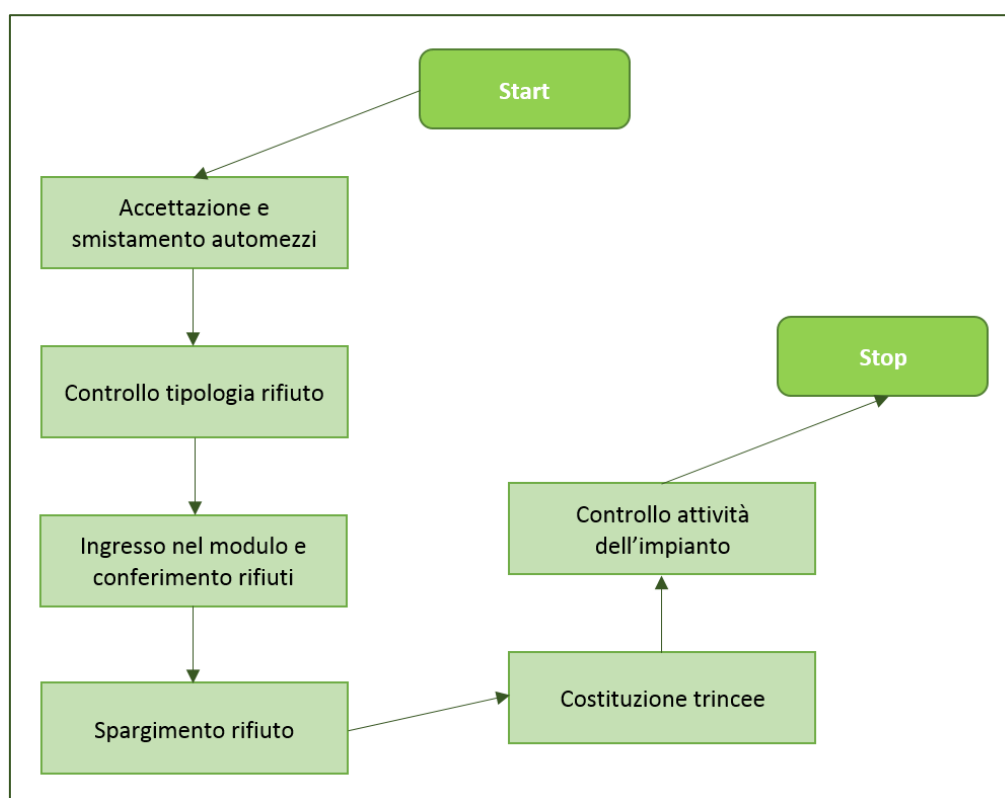 Start
Accettazione e
smistamento automezzi
Controllo tipologia rifiuto
Ingresso nel modulo e
conferimento rifiuti
Spargimento rifiuto
Costituzione trincee
Controllo attività
dell’impianto
Stop